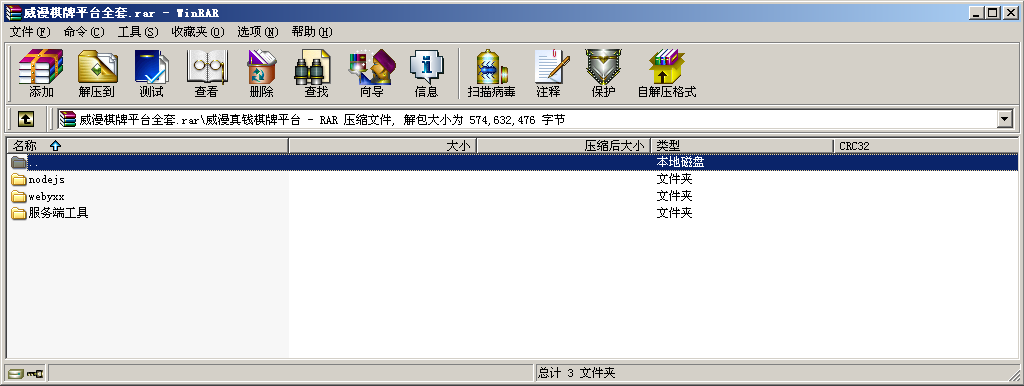 威漫棋牌平台全套.rar - WinRAR
文件(F) 命令(C) 工具(S) 收藏夹(O) 选项(N) 帮助(H)
添加 解压到 测试 查看 删除 查找 向导 信息 扫描病毒 注释 保护 自解压格式
威漫棋牌平台全套.rar\威漫真钱棋牌平台 - RAR 压缩文件, 解包大小为 574,632,476 字节
名称 大小 压缩后大小 类型 CRC32
.. 本地磁盘
nodejs 文件夹
webyxx 文件夹
服务端工具 文件夹
总计 3 文件夹